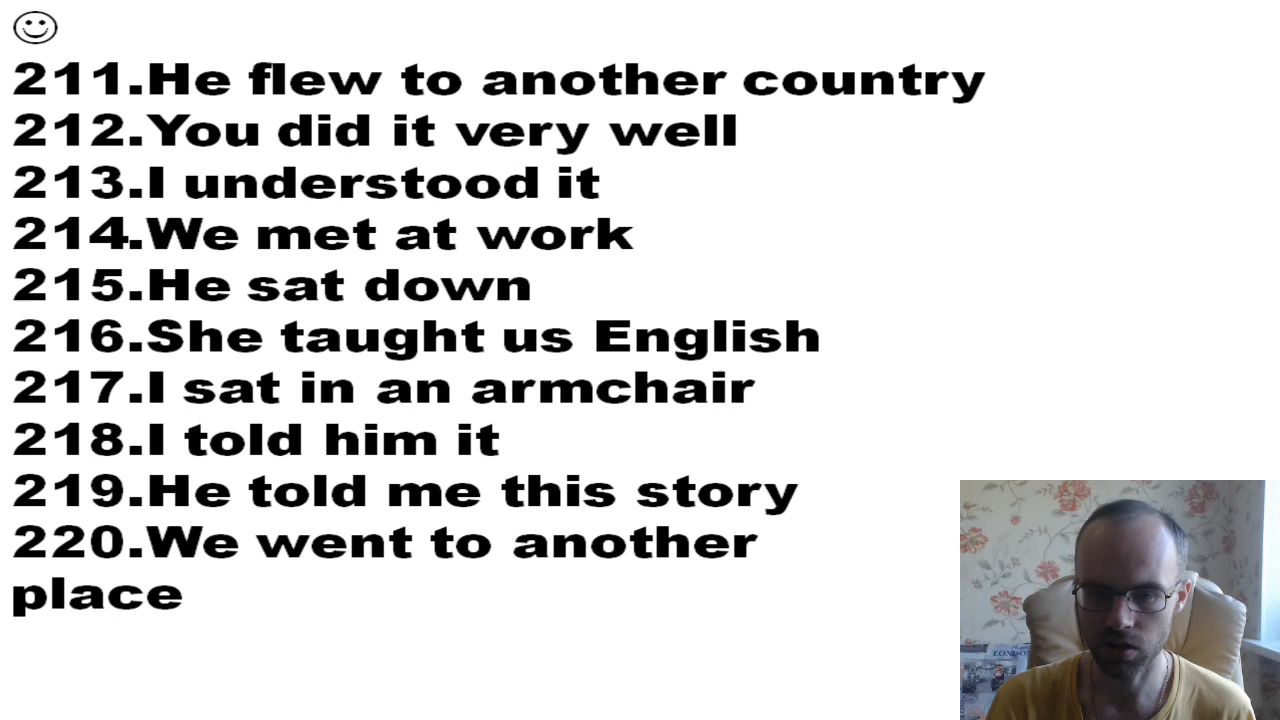 211.He flew to another country
212.You did it very well
213.I understood it
214.We met at work
215.He sat down
216.She taught us English
217.I sat in an armchair
218.I told him it
219.He told me this story
220.We went to another
place
LONDON